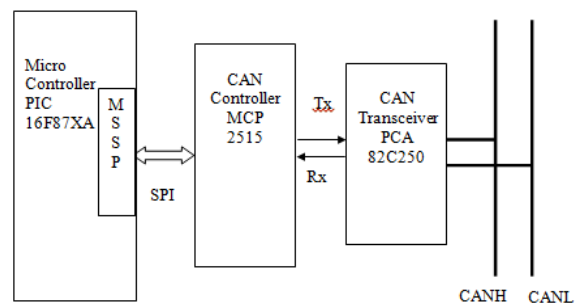 Micro
Controller
PIC
16F87XA
M
S
S
P
SPI
CAN
Controller
MCP
2515
Tx
Rx
CAN
Transceiver
PCA
82C250
CANH
CANL